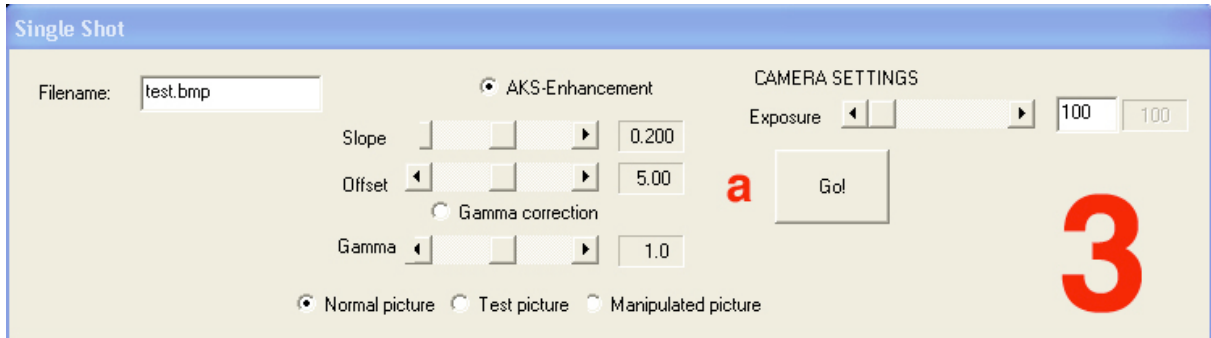 Single Shot
Filename: test.bmp
AKS-Enhancement
CAMERA SETTINGS
Exposure 100 100
Slope 0.200
Offset 5.00
a Go!
Gamma correction
Gamma 1.0
3
Normal picture Test picture Manipulated picture